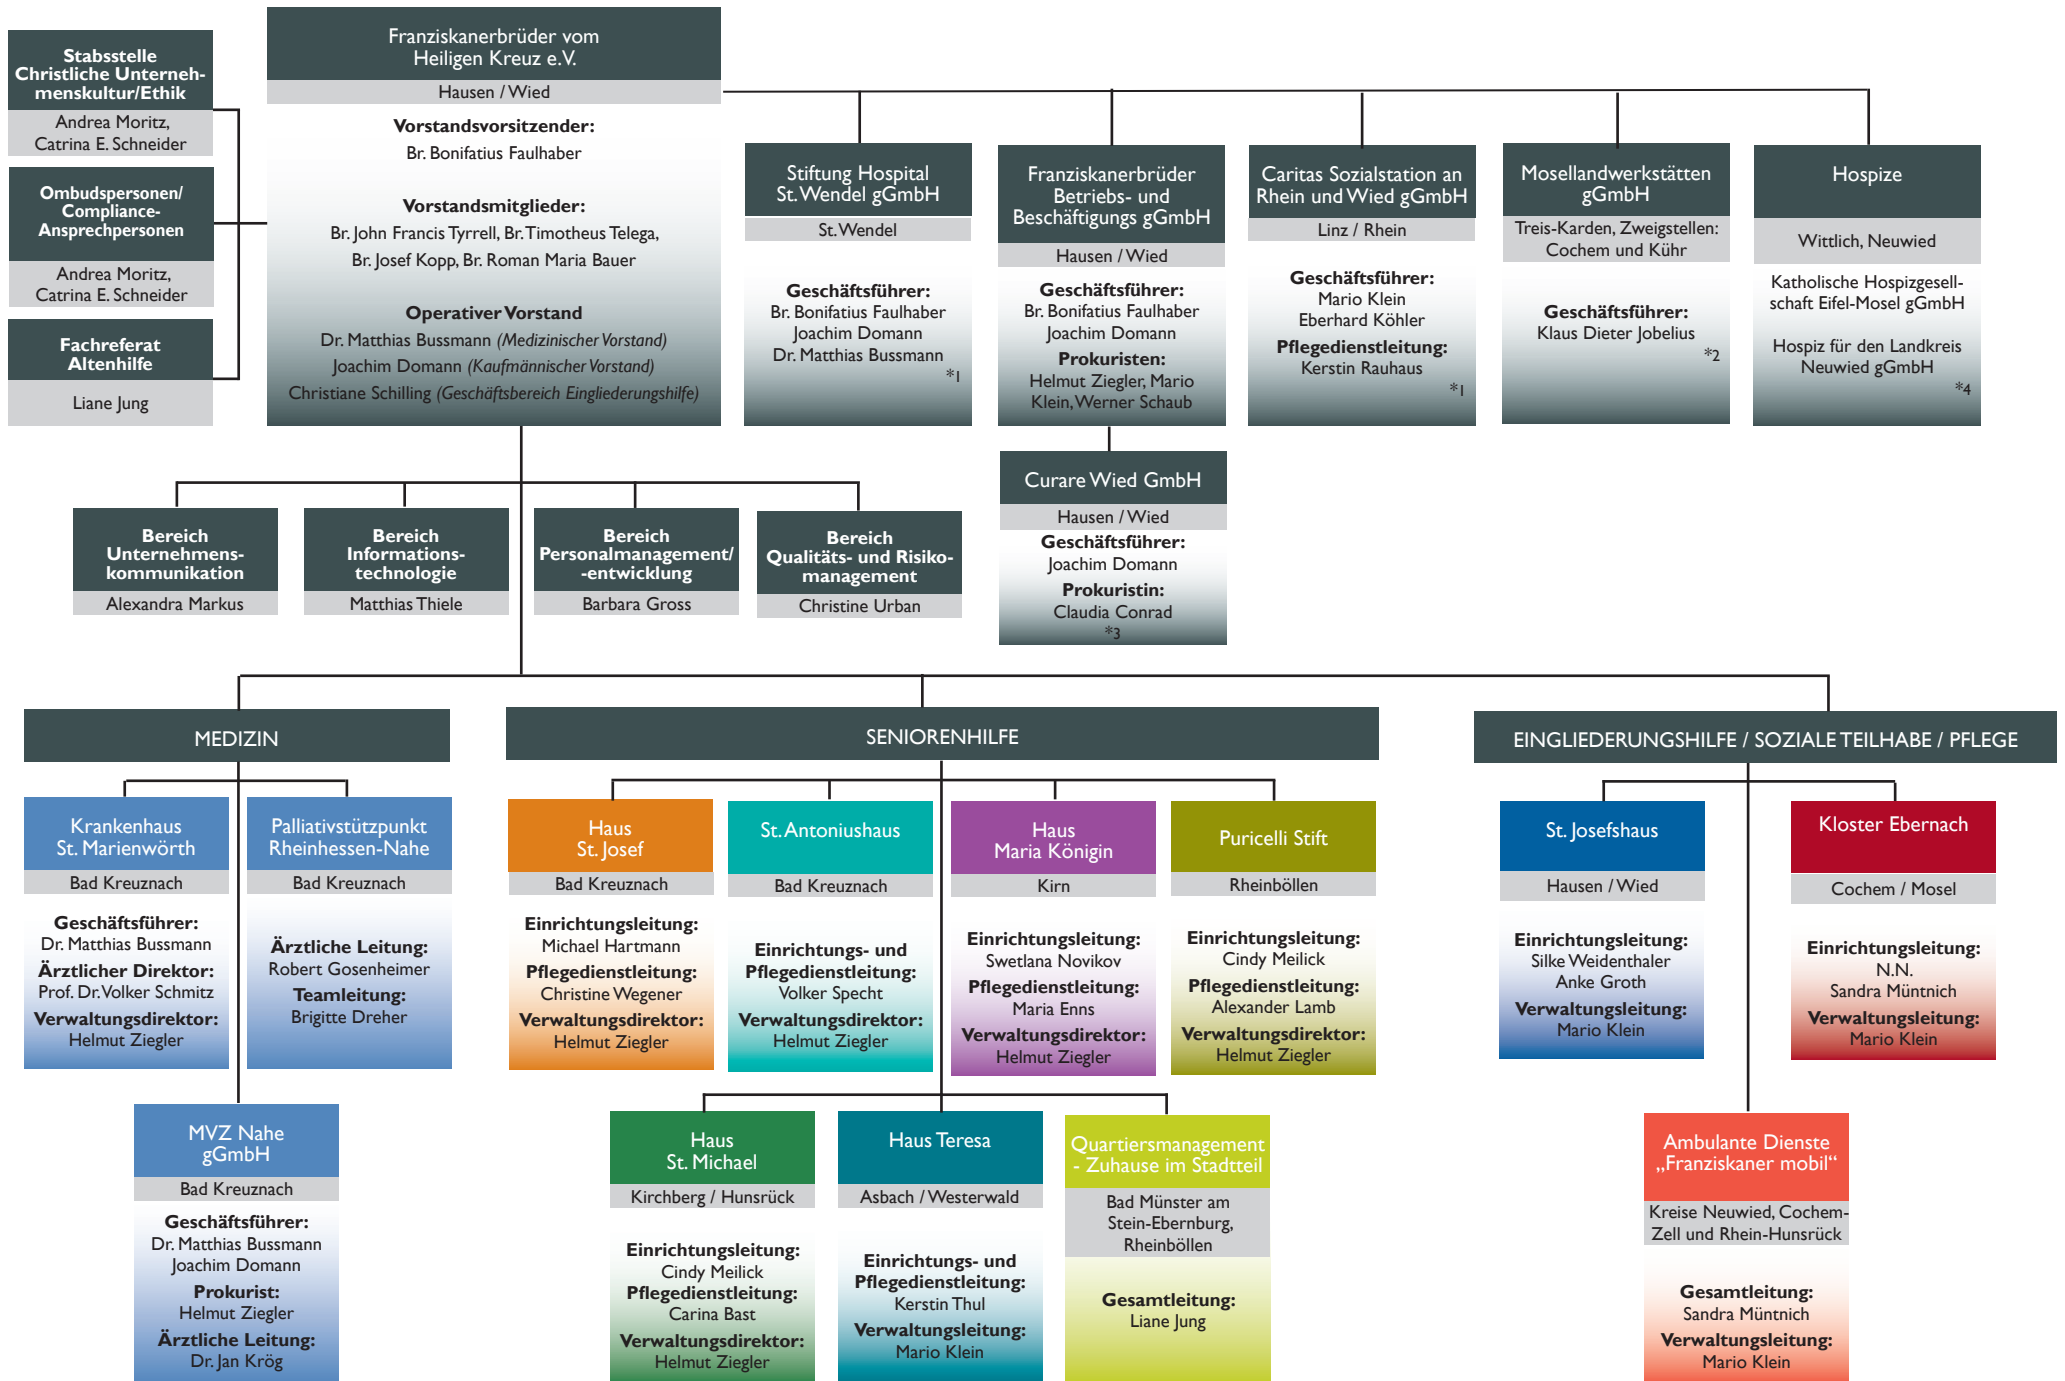 Stabsstelle
Christliche Unterneh-
menskultur/Ethik
Andrea Moritz,
Catrina E. Schneider
Ombudspersonen/
Compliance-
Ansprechpersonen
Andrea Moritz,
Catrina E. Schneider
Fachreferat
Altenhilfe
Liane Jung
Franziskanerbrüder vom
Heiligen Kreuz e.V.
Hausen / Wied
Vorstandsvorsitzender:
Br. Bonifatius Faulhaber
Vorstandsmitglieder:
Br. John Francis Tyrrell, Br. Timotheus Telega,
Br. Josef Kopp, Br. Roman Maria Bauer
Operativer Vorstand
Dr. Matthias Bussmann (Medizinischer Vorstand)
Joachim Domann (Kaufmännischer Vorstand)
Christiane Schilling (Geschäftsbereich Eingliederungshilfe)
Stiftung Hospital
St. Wendel gGmbH
St. Wendel
Geschäftsführer:
Br. Bonifatius Faulhaber
Joachim Domann
Dr. Matthias Bussmann
*1
Franziskanerbrüder
Betriebs- und
Beschäftigungs gGmbH
Hausen / Wied
Geschäftsführer:
Br. Bonifatius Faulhaber
Joachim Domann
Prokuristen:
Helmut Ziegler, Mario
Klein, Werner Schaub
Caritas Sozialstation an
Rhein und Wied gGmbH
Linz / Rhein
Geschäftsführer:
Mario Klein
Eberhard Köhler
Pflegedienstleitung:
Kerstin Rauhaus
*1
Mosellandwerkstätten
gGmbH
Treis-Karden, Zweigstellen:
Cochem und Kühr
Geschäftsführer:
Klaus Dieter Jobelius
*2
Hospize
Wittlich, Neuwied
Katholische Hospizgesell-
schaft Eifel-Mosel gGmbH
Hospiz für den Landkreis
Neuwied gGmbH
*4
Curare Wied GmbH
Hausen / Wied
Geschäftsführer:
Joachim Domann
Prokuristin:
Claudia Conrad
*3
Bereich
Unternehmens-
kommunikation
Alexandra Markus
Bereich
Informations-
technologie
Matthias Thiele
Bereich
Personalmanagement/
-entwicklung
Barbara Gross
Bereich
Qualitäts- und Risiko-
management
Christine Urban
MEDIZIN
SENIORENHILFE
EINGLIEDERUNGSHILFE / SOZIALE TEILHABE / PFLEGE
Krankenhaus
St. Marienwörth
Bad Kreuznach
Geschäftsführer:
Dr. Matthias Bussmann
Ärztlicher Direktor:
Prof. Dr. Volker Schmitz
Verwaltungsdirektor:
Helmut Ziegler
Palliativstützpunkt
Rheinhessen-Nahe
Bad Kreuznach
Ärztliche Leitung:
Robert Gosenheimer
Teamleitung:
Brigitte Dreher
MVZ Nahe
gGmbH
Bad Kreuznach
Geschäftsführer:
Dr. Matthias Bussmann
Joachim Domann
Prokurist:
Helmut Ziegler
Ärztliche Leitung:
Dr. Jan Krög
Haus
St. Josef
Bad Kreuznach
Einrichtungsleitung:
Michael Hartmann
Pflegedienstleitung:
Christine Wegener
Verwaltungsdirektor:
Helmut Ziegler
St. Antoniushaus
Bad Kreuznach
Einrichtungs- und
Pflegedienstleitung:
Volker Specht
Verwaltungsdirektor:
Helmut Ziegler
Haus
Maria Königin
Kirn
Einrichtungsleitung:
Swetlana Novikov
Pflegedienstleitung:
Maria Enns
Verwaltungsdirektor:
Helmut Ziegler
Puricelli Stift
Rheinböllen
Einrichtungsleitung:
Cindy Meilick
Pflegedienstleitung:
Alexander Lamb
Verwaltungsdirektor:
Helmut Ziegler
Haus
St. Michael
Kirchberg / Hunsrück
Einrichtungsleitung:
Cindy Meilick
Pflegedienstleitung:
Carina Bast
Verwaltungsdirektor:
Helmut Ziegler
Haus Teresa
Asbach / Westerwald
Einrichtungs- und
Pflegedienstleitung:
Kerstin Thul
Verwaltungsleitung:
Mario Klein
Quartiersmanagement
- Zuhause im Stadtteil
Bad Münster am
Stein-Ebernburg,
Rheinböllen
Gesamtleitung:
Liane Jung
St. Josefshaus
Hausen / Wied
Einrichtungsleitung:
Silke Weidenthaler
Anke Groth
Verwaltungsleitung:
Mario Klein
Kloster Ebernach
Cochem / Mosel
Einrichtungsleitung:
N.N.
Sandra Müntnich
Verwaltungsleitung:
Mario Klein
Ambulante Dienste
„Franziskaner mobil“
Kreise Neuwied, Cochem-
Zell und Rhein-Hunsrück
Gesamtleitung:
Sandra Müntnich
Verwaltungsleitung:
Mario Klein